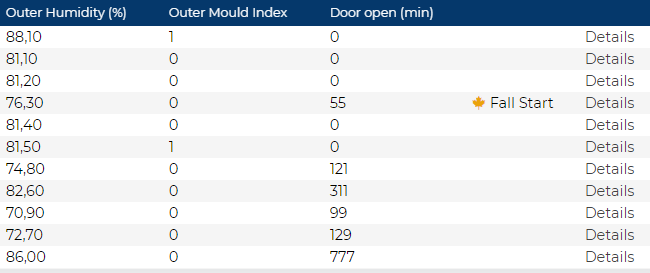 Outer Humidity (%) Outer Mould Index Door open (min)
88,10 1 0 Details
81,10 0 0 Details
81,20 0 0 Details
76,30 0 55 🍁 Fall Start Details
81,40 0 0 Details
81,50 1 0 Details
74,80 0 121 Details
82,60 0 311 Details
70,90 0 99 Details
72,70 0 129 Details
86,00 0 777 Details